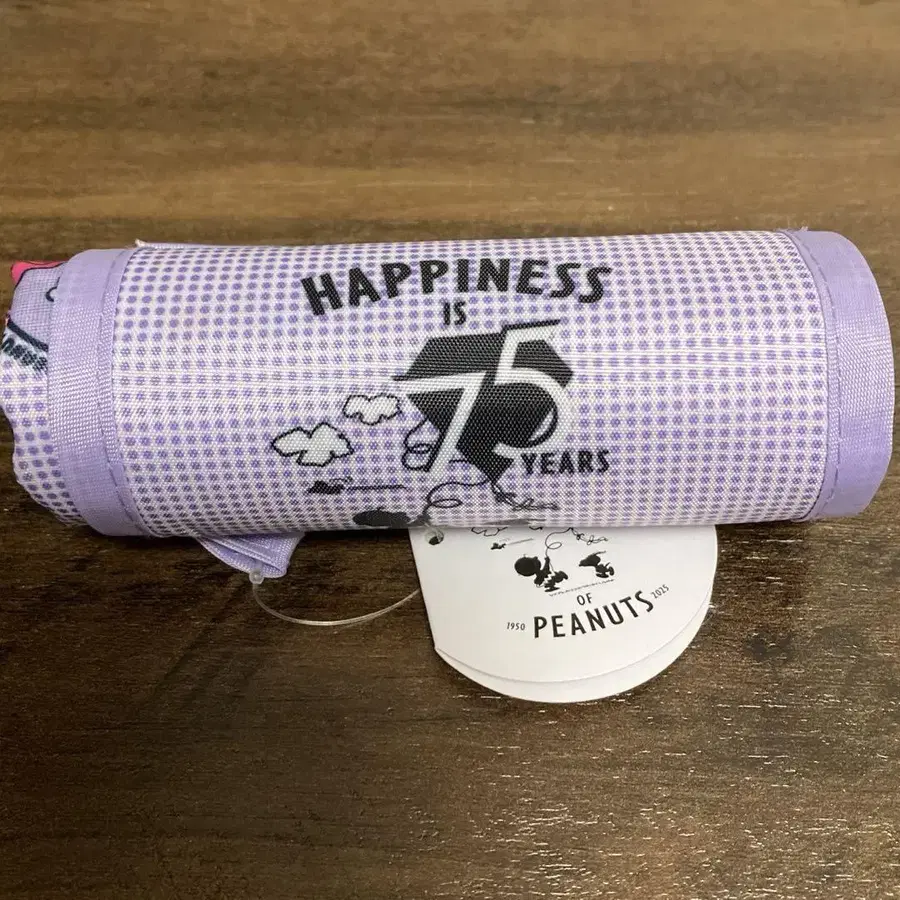 HAPPINESS
IS
75
YEARS
OF
1950 PEANUTS 2025